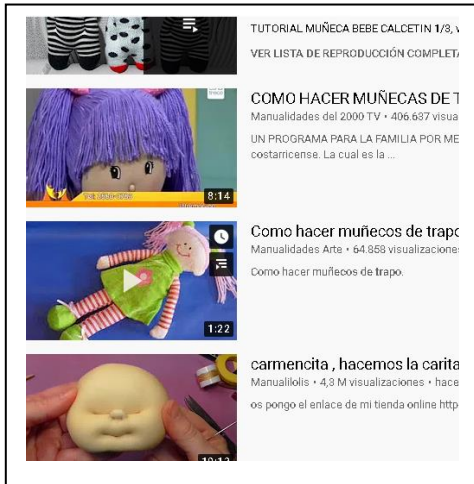 TUTORIAL MUÑECA BEBE CALCETIN 1/3,
VER LISTA DE REPRODUCCIÓN COMPLETA
COMO HACER MUÑECAS DE T
Manualidades del 2000 TV • 406.637 visua
UN PROGRAMA PARA LA FAMILIA POR ME
costarricense. La cual es la ...
8:14
Como hacer muñecos de trapo
Manualidades Arte • 64.858 visualizaciones
Como hacer muñecos de trapo.
1:22
carmencita , hacemos la carita
Manualilolis • 4,3 M visualizaciones • hace
os pongo el enlace de mi tienda online http